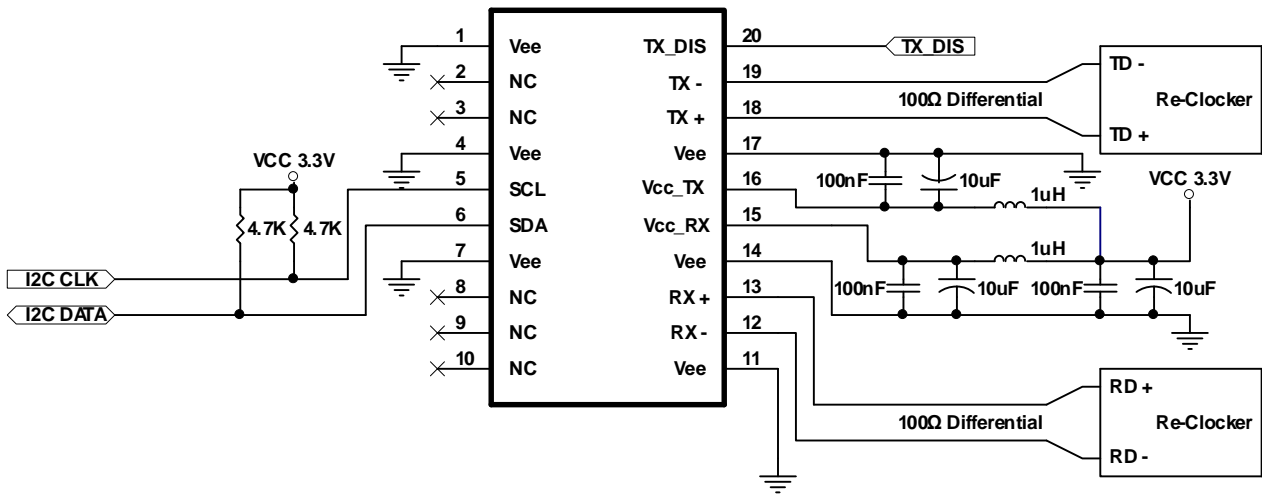 1 Vee TX_DIS 20 TX_DIS
2 NC TX - 19 TD -
3 NC TX + 18 100Ω Differential Re-Clocker
TD +
4 Vee Vee 17
VCC 3.3V 5 SCL Vcc_TX 16 100nF 10uF 1uH VCC 3.3V
4.7K 4.7K 6 SDA Vcc_RX 15
7 Vee Vee 14 1uH
I2C CLK 8 NC RX + 13 100nF 10uF 100nF 10uF
I2C DATA 9 NC RX - 12
10 NC Vee 11
RD +
100Ω Differential Re-Clocker
RD -